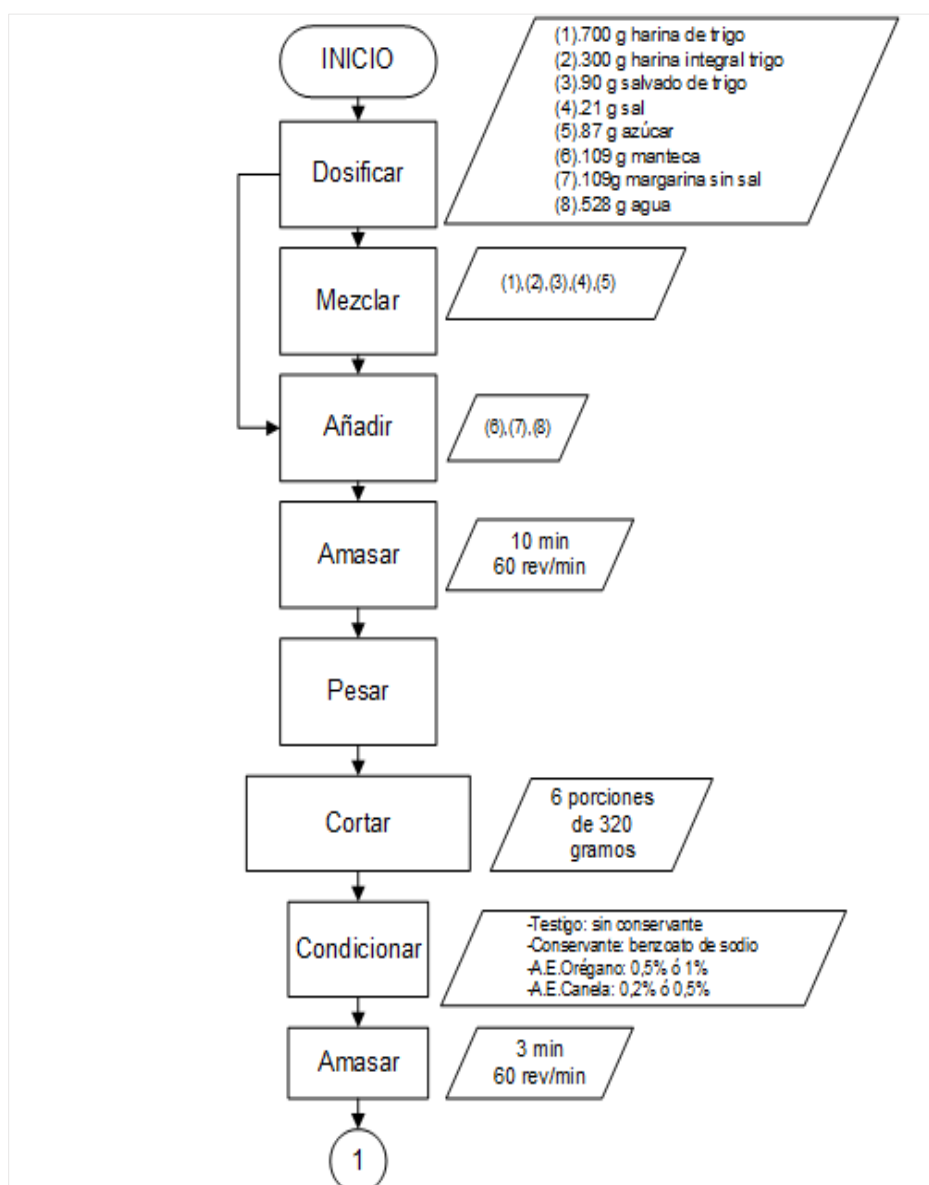 INICIO
(1).700 g harina de trigo
(2).300 g harina integral trigo
(3).90 g salvado de trigo
(4).21 g sal
(5).87 g azúcar
(6).109 g manteca
(7).109g margarina sin sal
(8).528 g agua
Dosificar
Mezclar
(1),(2),(3),(4),(5)
Añadir
(6),(7),(8)
Amasar
10 min
60 rev/min
Pesar
Cortar
6 porciones
de 320
gramos
Condicionar
-Testigo: sin conservante
-Conservante: benzoato de sodio
-A.E.Orégano: 0,5% ó 1%
-A.E.Canela: 0,2% ó 0,5%
Amasar
3 min
60 rev/min
1